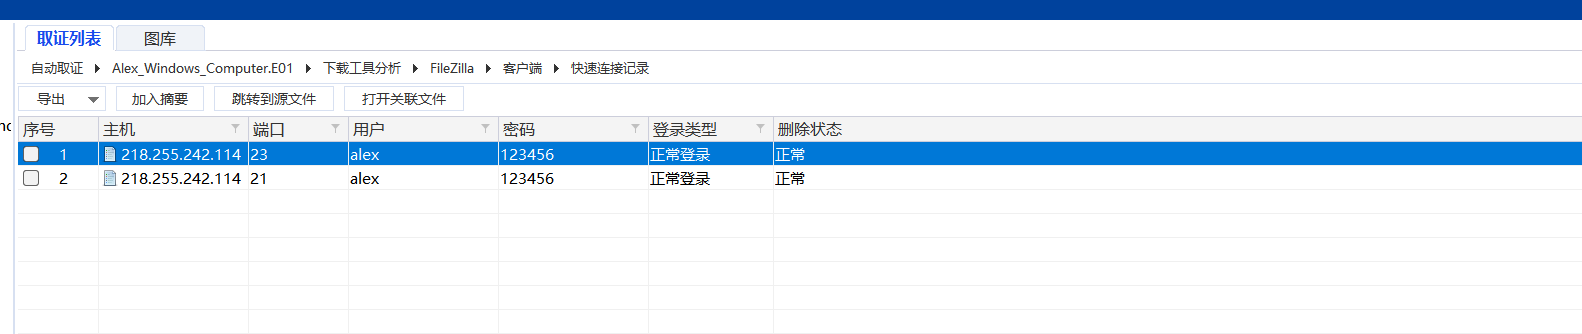 取证列表 图库
自动取证 Alex_Windows_Computer.E01 下载工具分析 FileZilla 客户端 快速连接记录
导出 加入摘要 跳转到源文件 打开关联文件
序号 主机 端口 用户 密码 登录类型 删除状态
1 218.255.242.114 23 alex 123456 正常登录 正常
2 218.255.242.114 21 alex 123456 正常登录 正常